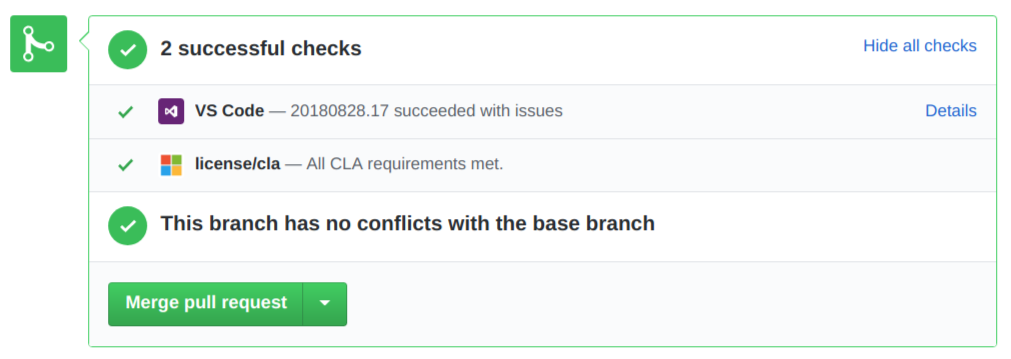 2 successful checks Hide all checks
VS Code — 20180828.17 succeeded with issues Details
license/cla — All CLA requirements met.
This branch has no conflicts with the base branch
Merge pull request